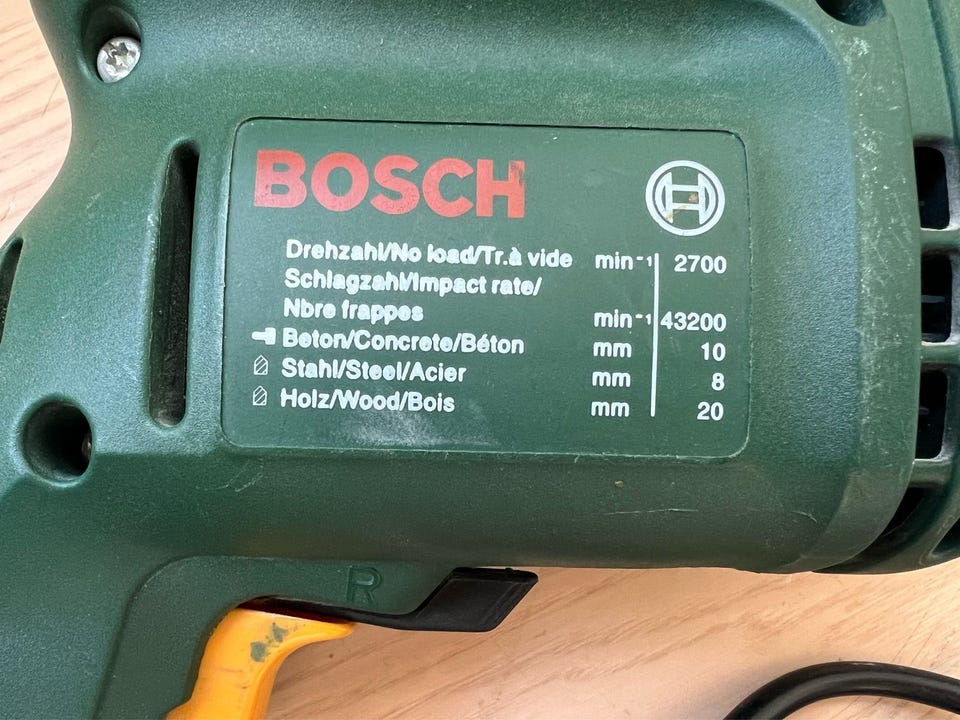 BOSCH
Drehzahl/No load/Tr.à vide min⁻¹ 2700
Schlagzahl/Impact rate/
Nbre frappes min⁻¹ 43200
Beton/Concrete/Béton mm 10
Stahl/Steel/Acier mm 8
Holz/Wood/Bois mm 20
R